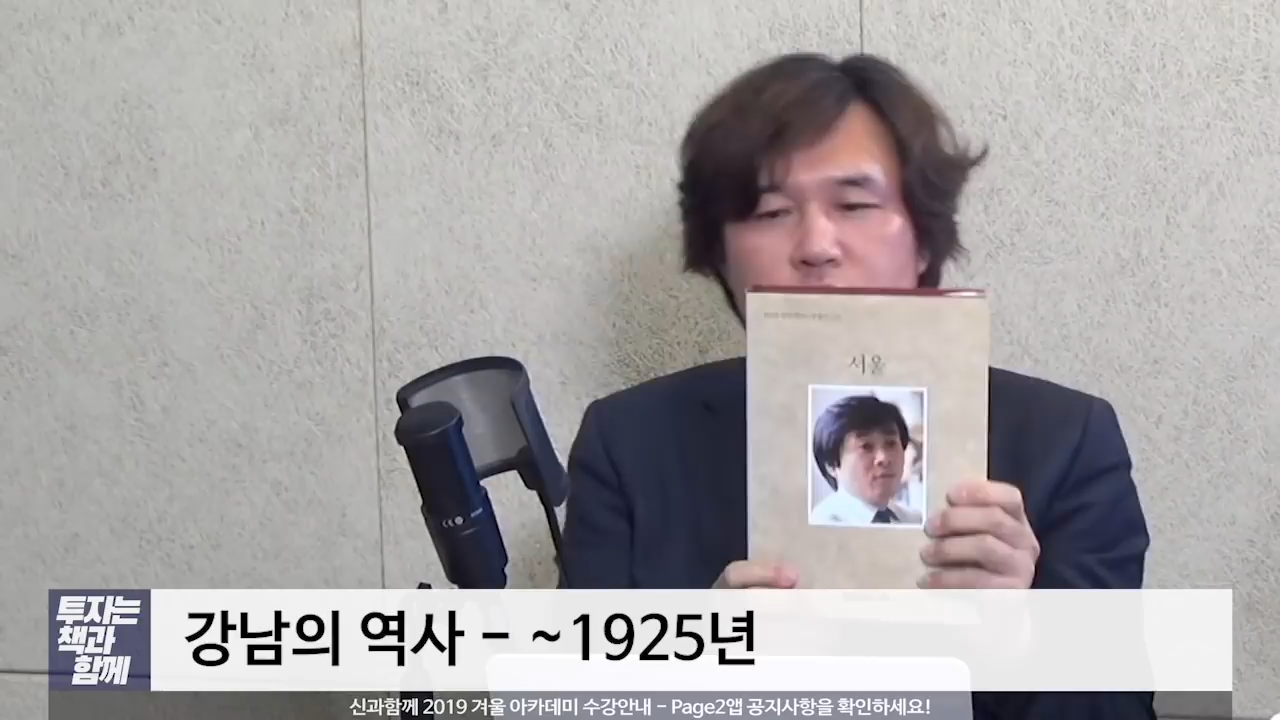 서울
투자는
책과
함께
강남의 역사 - ~1925년
신과함께 2019 겨울 아카데미 수강안내 - Page2앱 공지사항을 확인하세요!